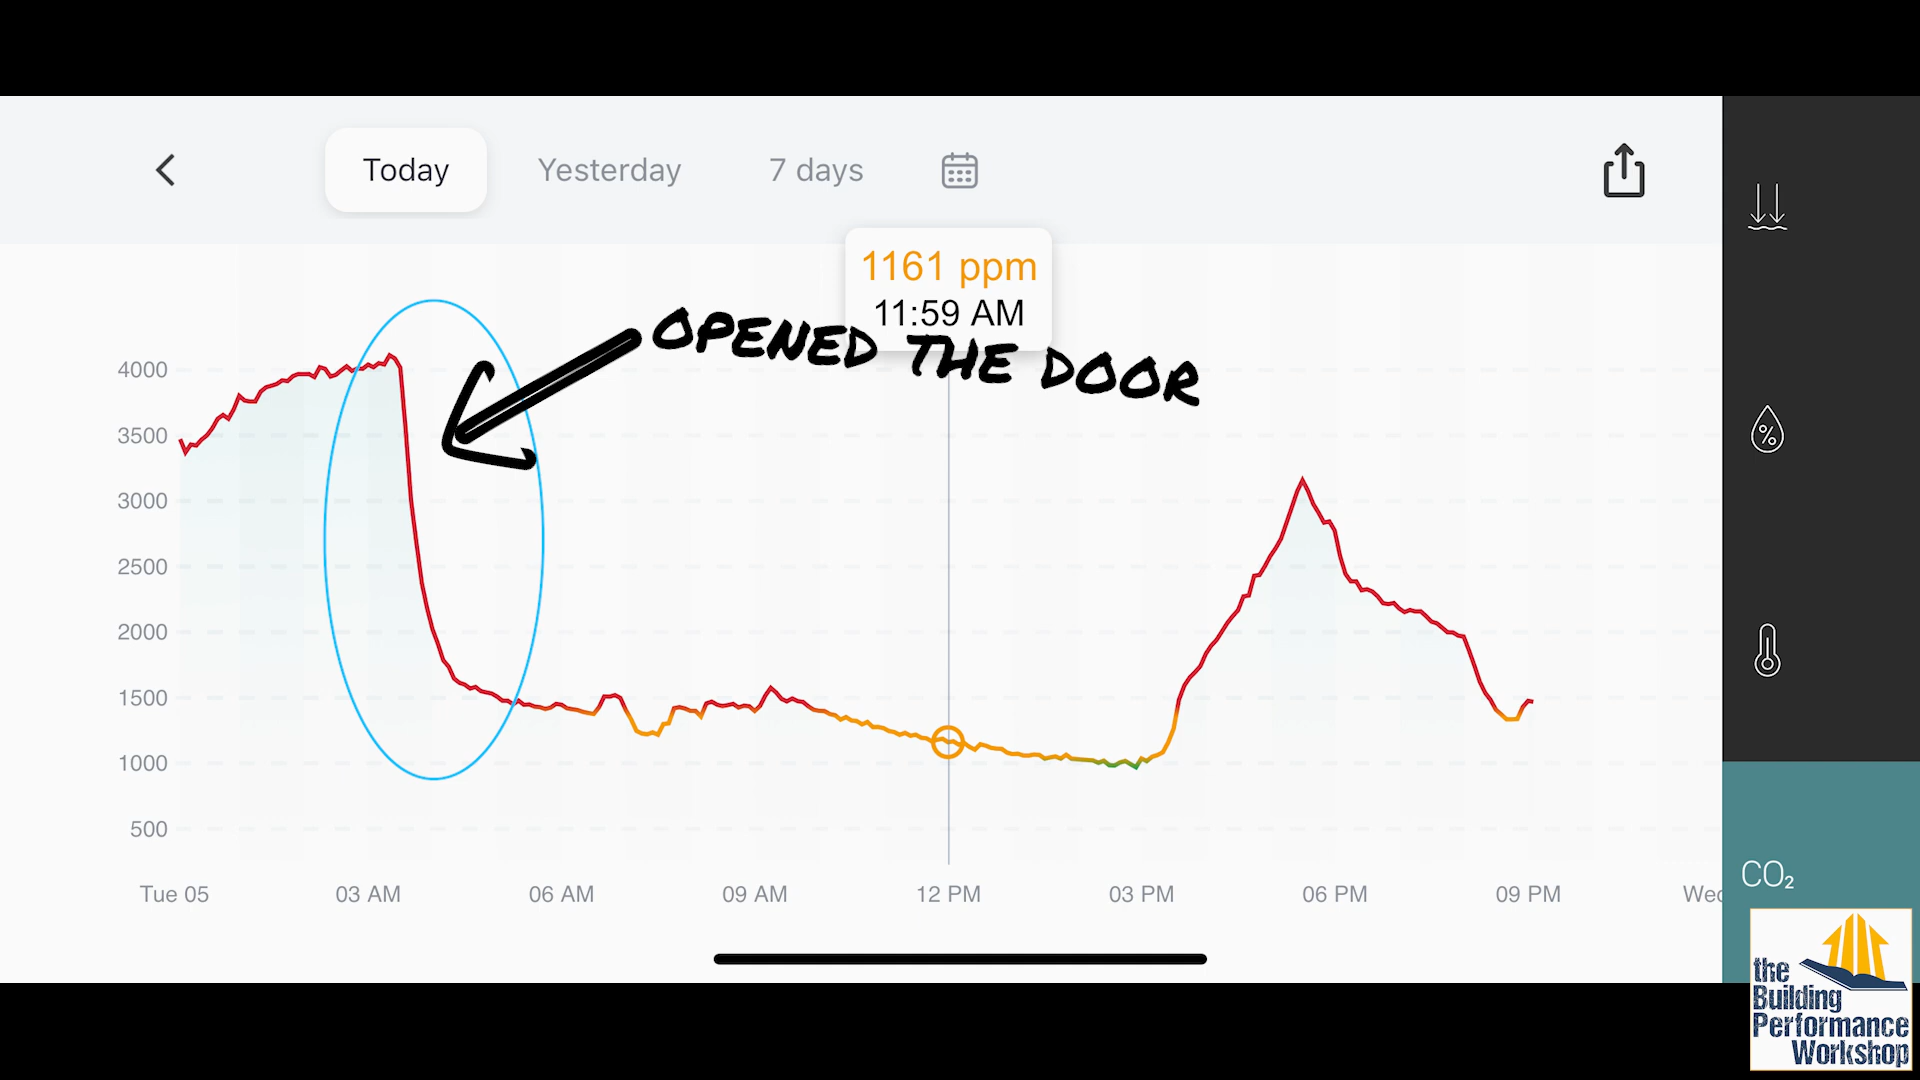 Today
Yesterday
7 days
1161 ppm
11:59 AM
OPENED THE DOOR
4000
3500
3000
2500
2000
1500
1000
500
Tue 05
03 AM
06 AM
09 AM
12 PM
03 PM
06 PM
09 PM
Wed
%
CO₂
the
Building
Performance
Workshop